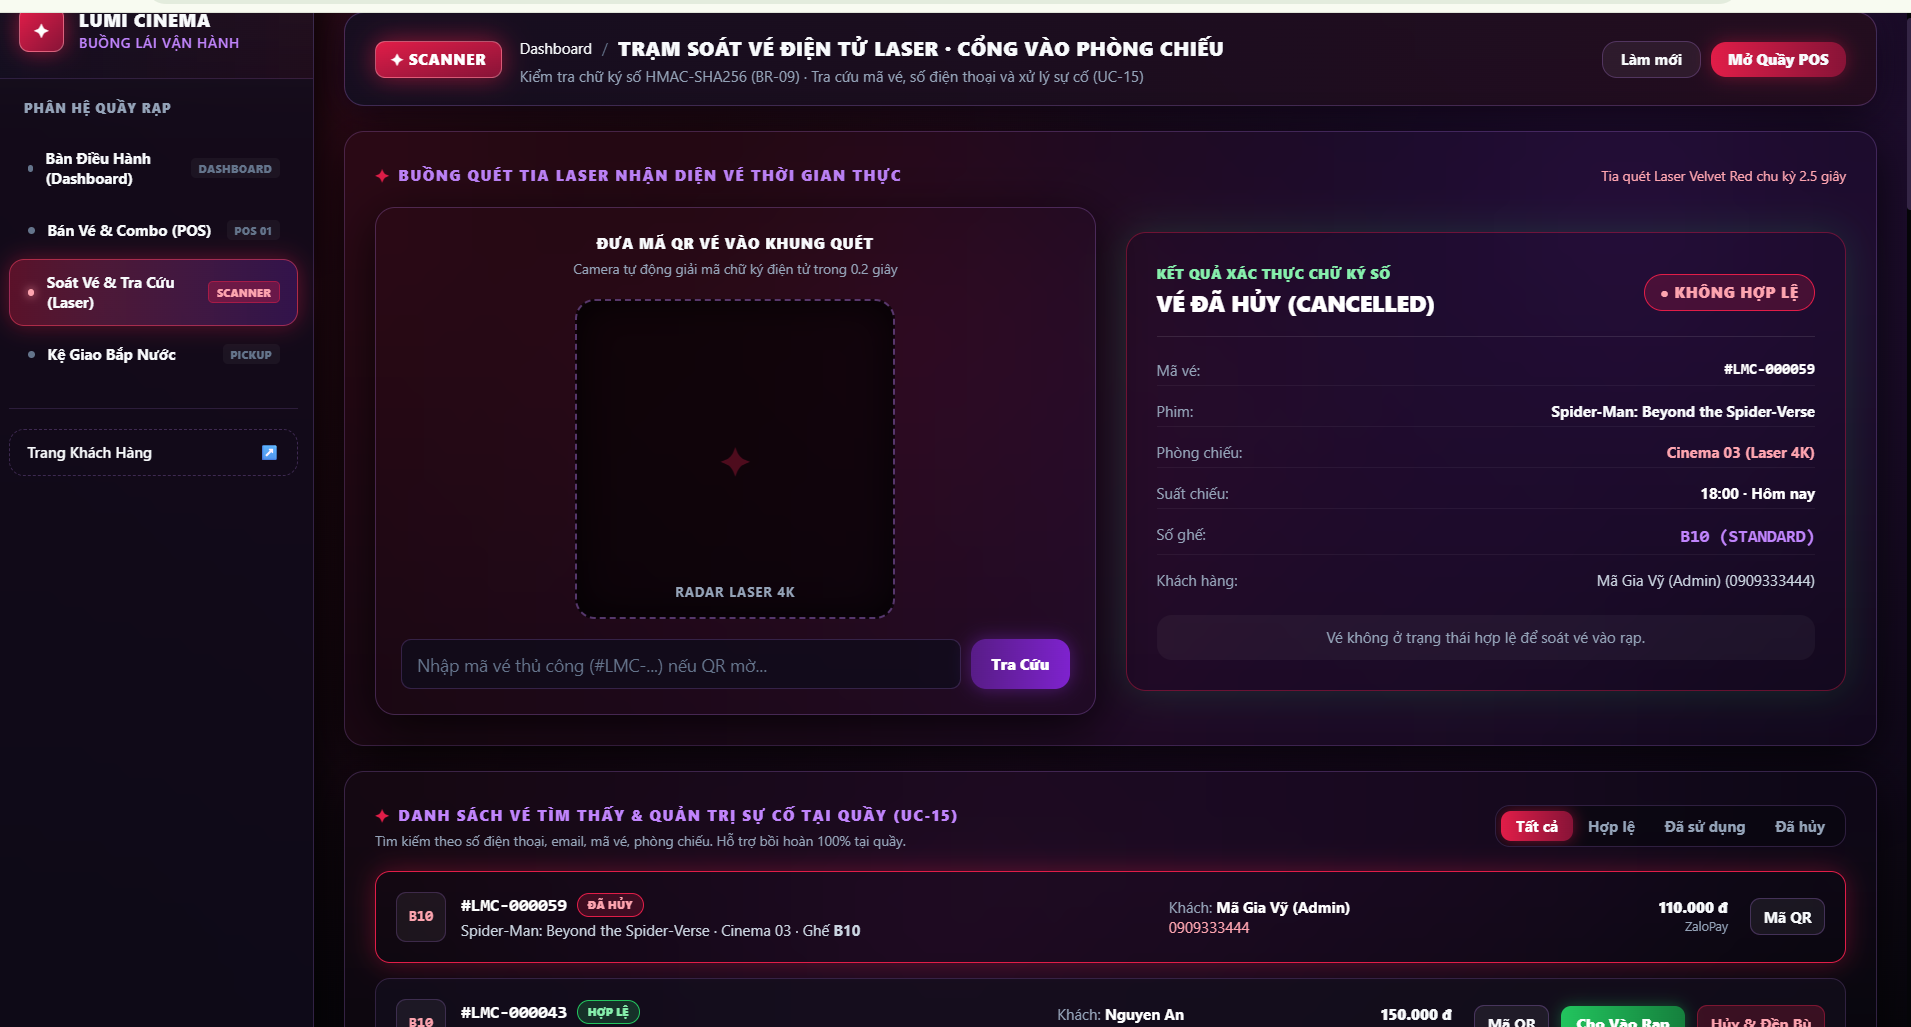 LUMI CINEMA
BUỒNG LÁI VẬN HÀNH
PHÂN HỆ QUẦY RẠP
Bàn Điều Hành
(Dashboard)
DASHBOARD
Bán Vé & Combo (POS)
POS 01
Soát Vé & Tra Cứu
(Laser)
SCANNER
Kệ Giao Bắp Nước
PICKUP
Trang Khách Hàng
SCANNER
Dashboard / TRẠM SOÁT VÉ ĐIỆN TỬ LASER · CỔNG VÀO PHÒNG CHIẾU
Kiểm tra chữ ký số HMAC-SHA256 (BR-09) · Tra cứu mã vé, số điện thoại và xử lý sự cố (UC-15)
Làm mới
Mở Quầy POS
BUỒNG QUÉT TIA LASER NHẬN DIỆN VÉ THỜI GIAN THỰC
Tia quét Laser Velvet Red chu kỳ 2.5 giây
ĐƯA MÃ QR VÉ VÀO KHUNG QUÉT
Camera tự động giải mã chữ ký điện tử trong 0.2 giây
RADAR LASER 4K
Nhập mã vé thủ công (#LMC-...) nếu QR mờ...
Tra Cứu
KẾT QUẢ XÁC THỰC CHỮ KÝ SỐ
VÉ ĐÃ HỦY (CANCELLED)
• KHÔNG HỢP LỆ
Mã vé: #LMC-000059
Phim: Spider-Man: Beyond the Spider-Verse
Phòng chiếu: Cinema 03 (Laser 4K)
Suất chiếu: 18:00 · Hôm nay
Số ghế: B10 (STANDARD)
Khách hàng: Mã Gia Vỹ (Admin) (0909333444)
Vé không ở trạng thái hợp lệ để soát vé vào rạp.
DANH SÁCH VÉ TÌM THẤY & QUẢN TRỊ SỰ CỐ TẠI QUẦY (UC-15)
Tìm kiếm theo số điện thoại, email, mã vé, phòng chiếu. Hỗ trợ bồi hoàn 100% tại quầy.
Tất cả
Hợp lệ
Đã sử dụng
Đã hủy
B10
#LMC-000059 ĐÃ HỦY
Spider-Man: Beyond the Spider-Verse · Cinema 03 · Ghế B10
Khách: Mã Gia Vỹ (Admin)
0909333444
110.000 đ
ZaloPay
Mã QR
B10
#LMC-000043 HỢP LỆ
Khách: Nguyen An
150.000 đ
Mã QR
Cho Vào Rạp
Hủy & Đền Bù